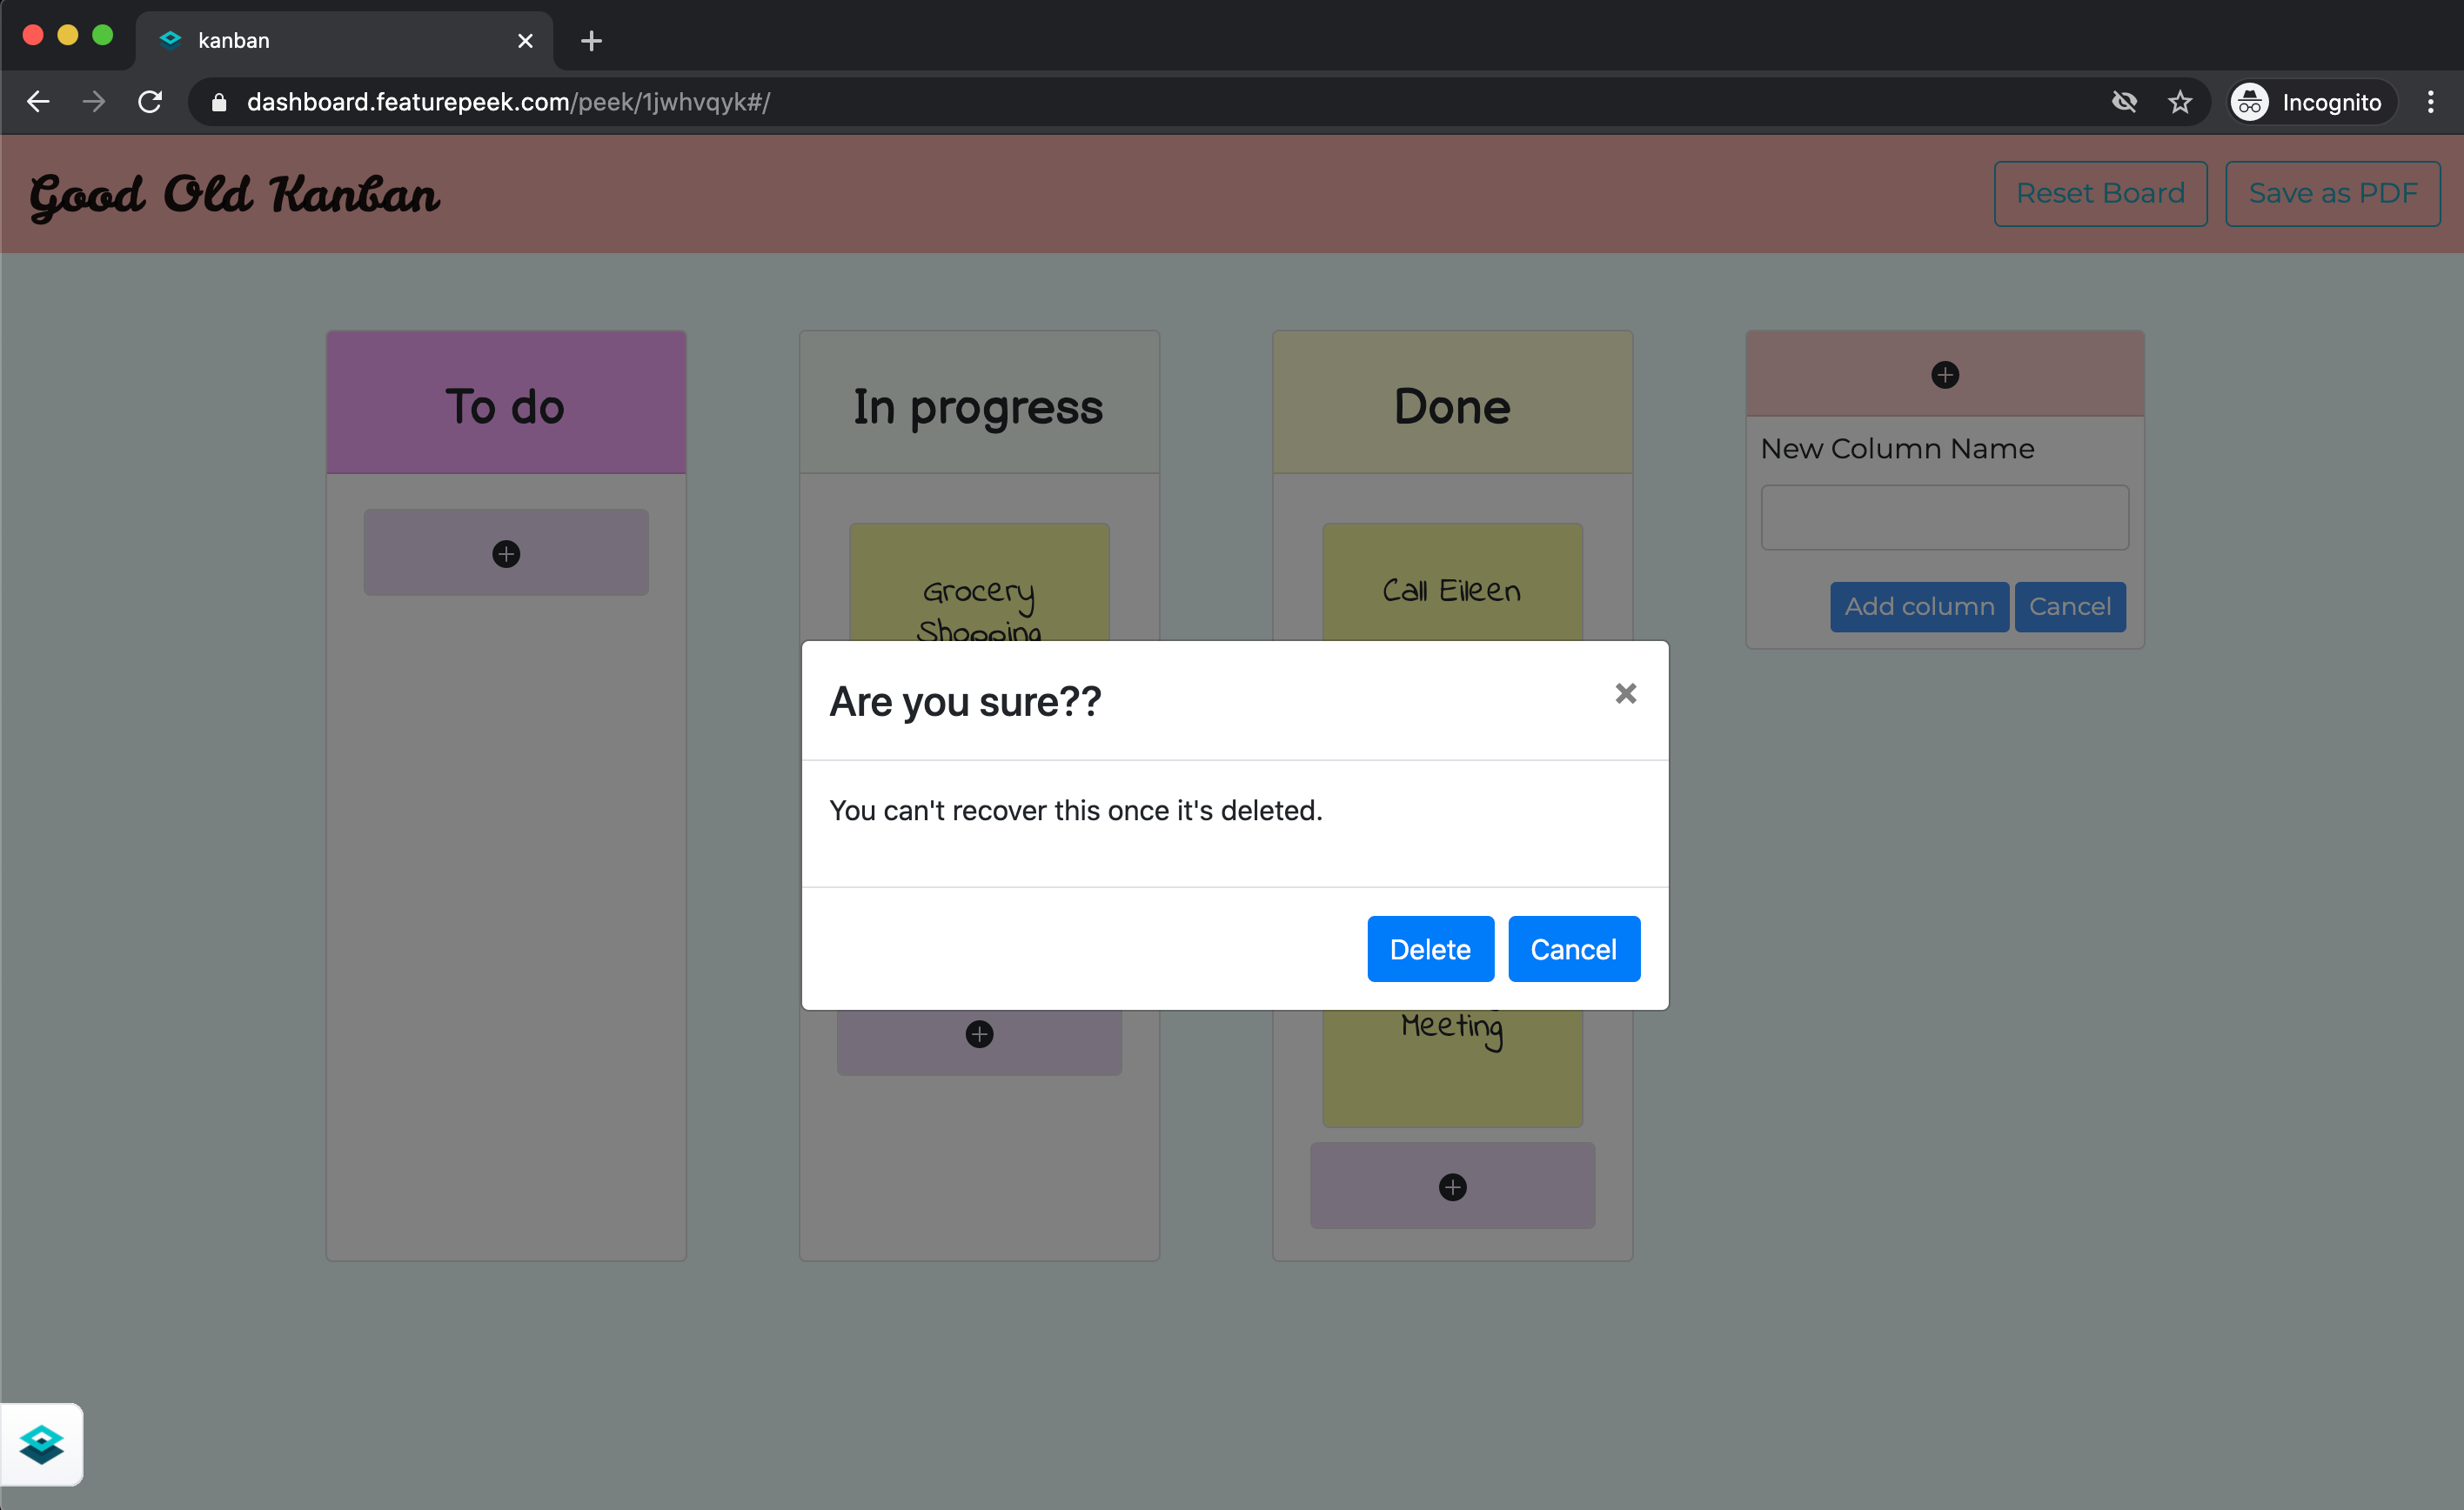 kanban
dashboard.featurepeek.com/peek/1jwhvqyk#/
Incognito
Good Old Kanban
Reset Board
Save as PDF
To do
In progress
Done
New Column Name
Grocery
Shopping
Call Eileen
Add column
Cancel
Are you sure??
You can't recover this once it's deleted.
Delete
Cancel
Meeting